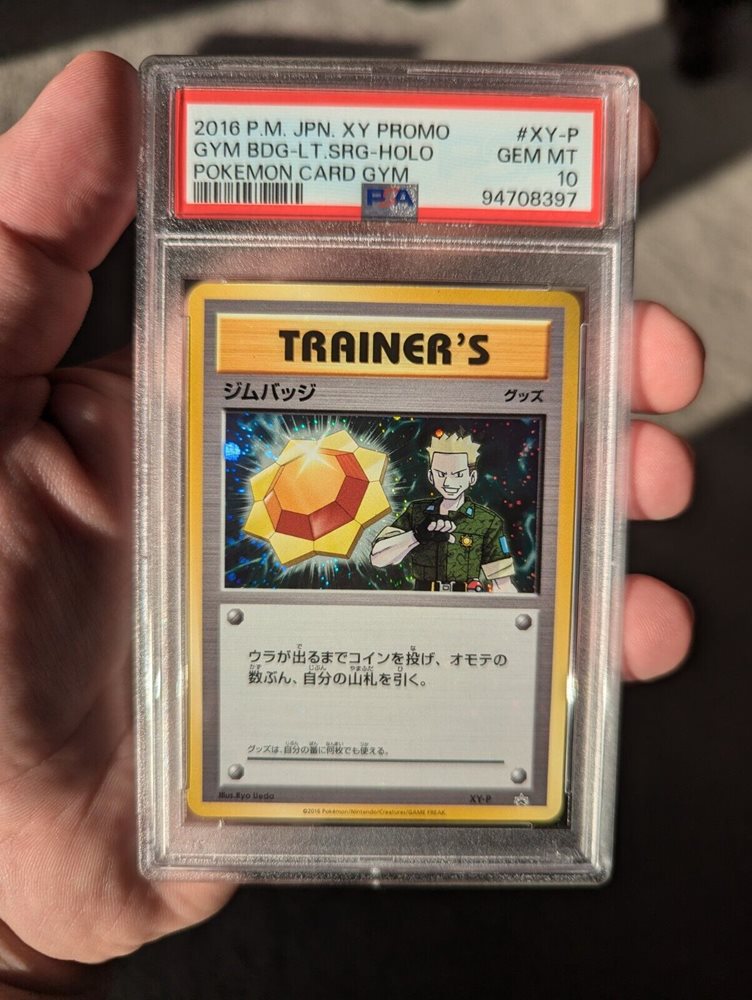 2016 P.M. JPN. XY PROMO #XY-P
GYM BDG-LT.SRG-HOLO GEM MT
POKEMON CARD GYM 10
PSA 94708397
TRAINER'S
ジムバッジ グッズ
ウラが出るまでコインを投げ、オモテの
数ぶん、自分の山札を引く。
グッズは、自分の番に何枚でも使える。
Illus.Ryo Ueda XY-P
©2016 Pokémon/Nintendo/Creatures/GAME FREAK.